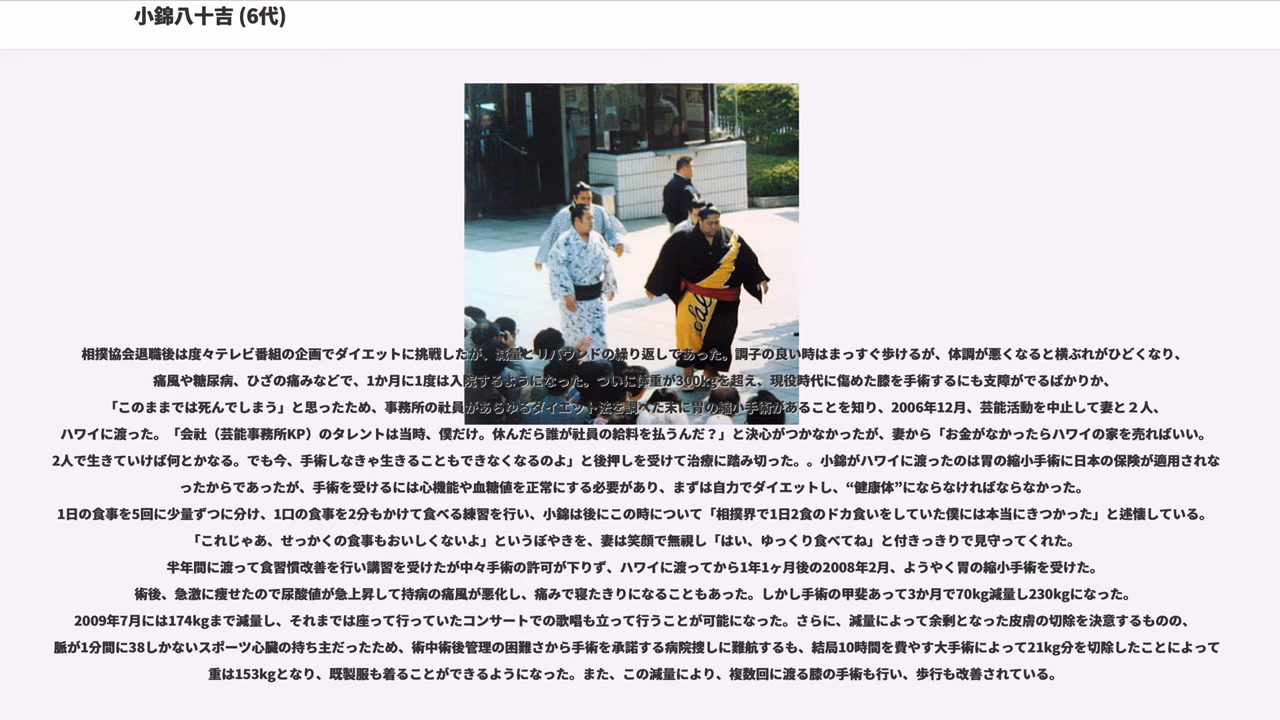 小錦八十吉 (6代)
相撲協会退職後は度々テレビ番組の企画でダイエットに挑戦したが、減量とリバウンドの繰り返しであった。調子の良い時はまっすぐ歩けるが、体調が悪くなると横ぶれがひどくなり、
痛風や糖尿病、ひざの痛みなどで、1か月に1度は入院するようになった。ついに体重が300kgを超え、現役時代に傷めた膝を手術するにも支障がでるばかりか、
「このままでは死んでしまう」と思ったため、事務所の社員があらゆるダイエット法を調べた末に胃の縮小手術があることを知り、2006年12月、芸能活動を中止して妻と２人、
ハワイに渡った。「会社（芸能事務所KP）のタレントは当時、僕だけ。休んだら誰が社員の給料を払うんだ？」と決心がつかなかったが、妻から「お金がなかったらハワイの家を売ればいい。
2人で生きていけば何とかなる。でも今、手術しなきゃ生きることもできなくなるのよ」と後押しを受けて治療に踏み切った。。小錦がハワイに渡ったのは胃の縮小手術に日本の保険が適用されな
ったからであったが、手術を受けるには心機能や血糖値を正常にする必要があり、まずは自力でダイエットし、“健康体”にならなければならなかった。
1日の食事を5回に少量ずつに分け、1口の食事を2分もかけて食べる練習を行い、小錦は後にこの時について「相撲界で1日2食のドカ食いをしていた僕には本当にきつかった」と述懐している。
「これじゃあ、せっかくの食事もおいしくないよ」というぼやきを、妻は笑顔で無視し「はい、ゆっくり食べてね」と付きっきりで見守ってくれた。
半年間に渡って食習慣改善を行い講習を受けたが中々手術の許可が下りず、ハワイに渡ってから1年1ヶ月後の2008年2月、ようやく胃の縮小手術を受けた。
術後、急激に痩せたので尿酸値が急上昇して持病の痛風が悪化し、痛みで寝たきりになることもあった。しかし手術の甲斐あって3か月で70kg減量し230kgになった。
2009年7月には174kgまで減量し、それまでは座って行っていたコンサートでの歌唱も立って行うことが可能になった。さらに、減量によって余剰となった皮膚の切除を決意するものの、
脈が1分間に38しかないスポーツ心臓の持ち主だったため、術中術後管理の困難さから手術を承諾する病院捜しに難航するも、結局10時間を費やす大手術によって21kg分を切除したことによって
重は153kgとなり、既製服も着ることができるようになった。また、この減量により、複数回に渡る膝の手術も行い、歩行も改善されている。